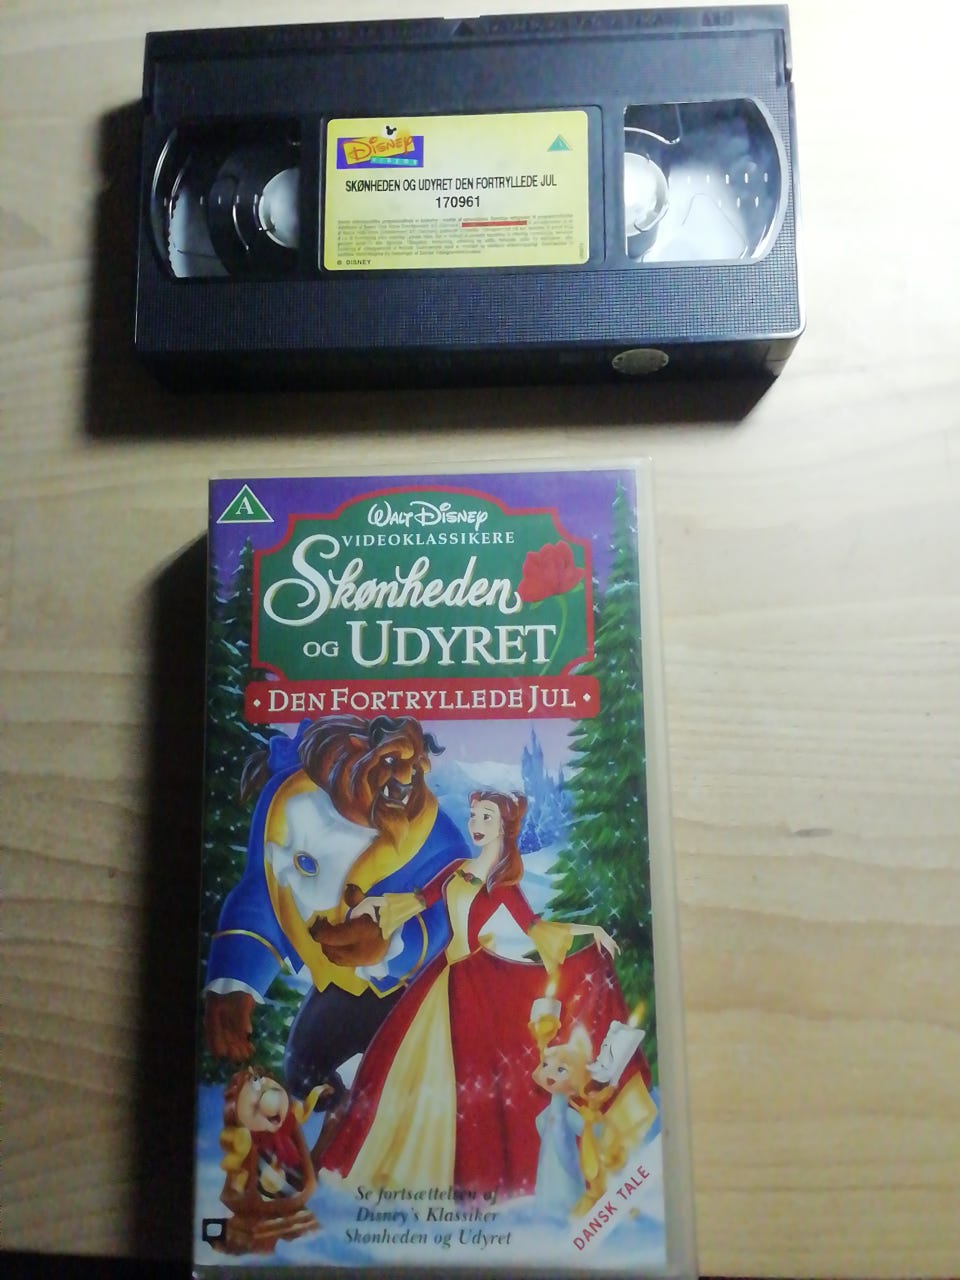 Disney
VIDEOS
SKØNHEDEN OG UDYRET DEN FORTRYLLEDE JUL
170961
© DISNEY
A
WALT DISNEY
VIDEOKLASSIKERE
Skønheden
OG UDYRET
• DEN FORTRYLLEDE JUL •
Se fortsættelsen af
Disney's Klassiker
Skønheden og Udyret
DANSK TALE